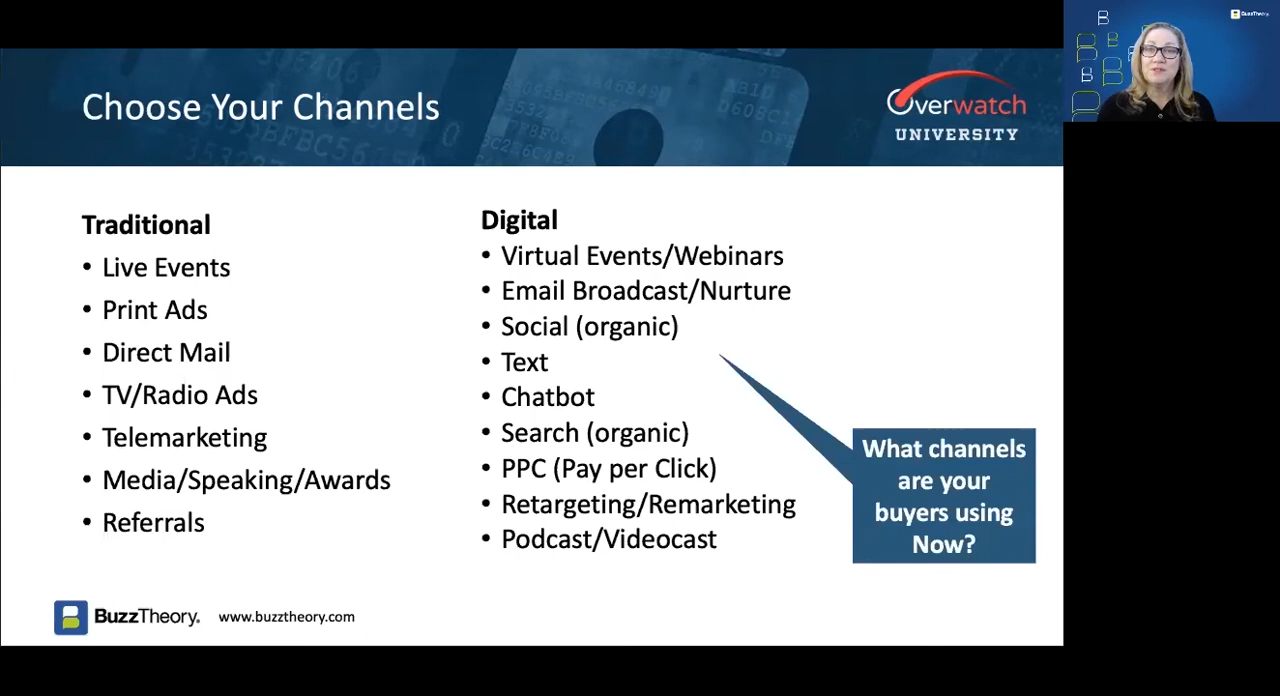 Choose Your Channels
Overwatch
UNIVERSITY
Traditional
• Live Events
• Print Ads
• Direct Mail
• TV/Radio Ads
• Telemarketing
• Media/Speaking/Awards
• Referrals
Digital
• Virtual Events/Webinars
• Email Broadcast/Nurture
• Social (organic)
• Text
• Chatbot
• Search (organic)
• PPC (Pay per Click)
• Retargeting/Remarketing
• Podcast/Videocast
What channels
are your
buyers using
Now?
BuzzTheory.
www.buzztheory.com
BuzzTheory.